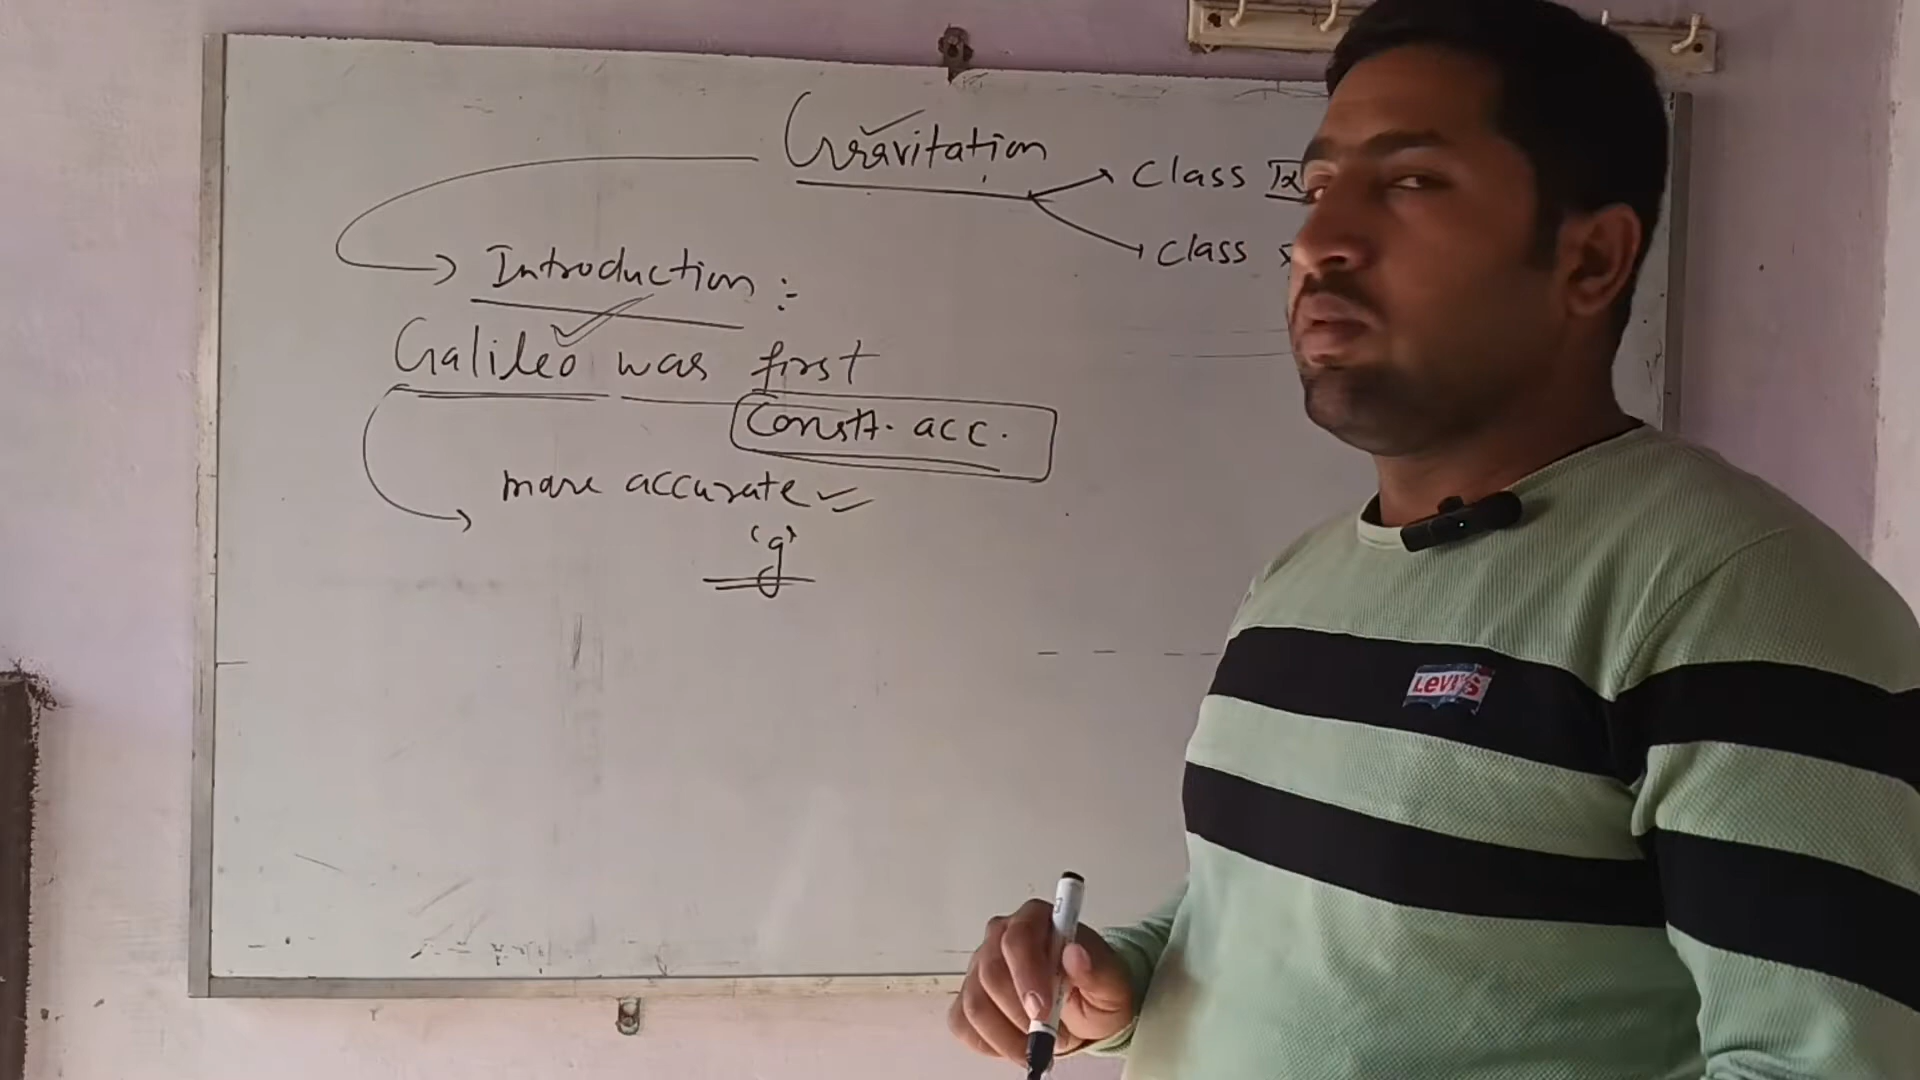 Gravitation
Class IX
Class
Introduction :-
Galileo was first
Constt. acc.
more accurate
'g'
Levi's